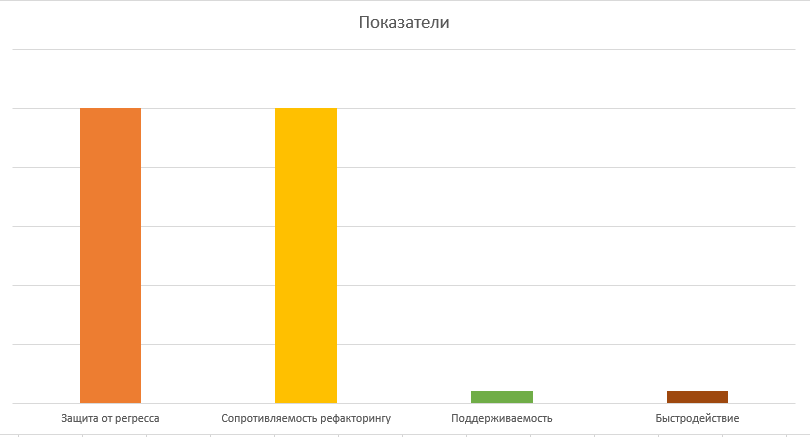 Показатели
Защита от регресса
Сопротивляемость рефакторингу
Поддерживаемость
Быстродействие